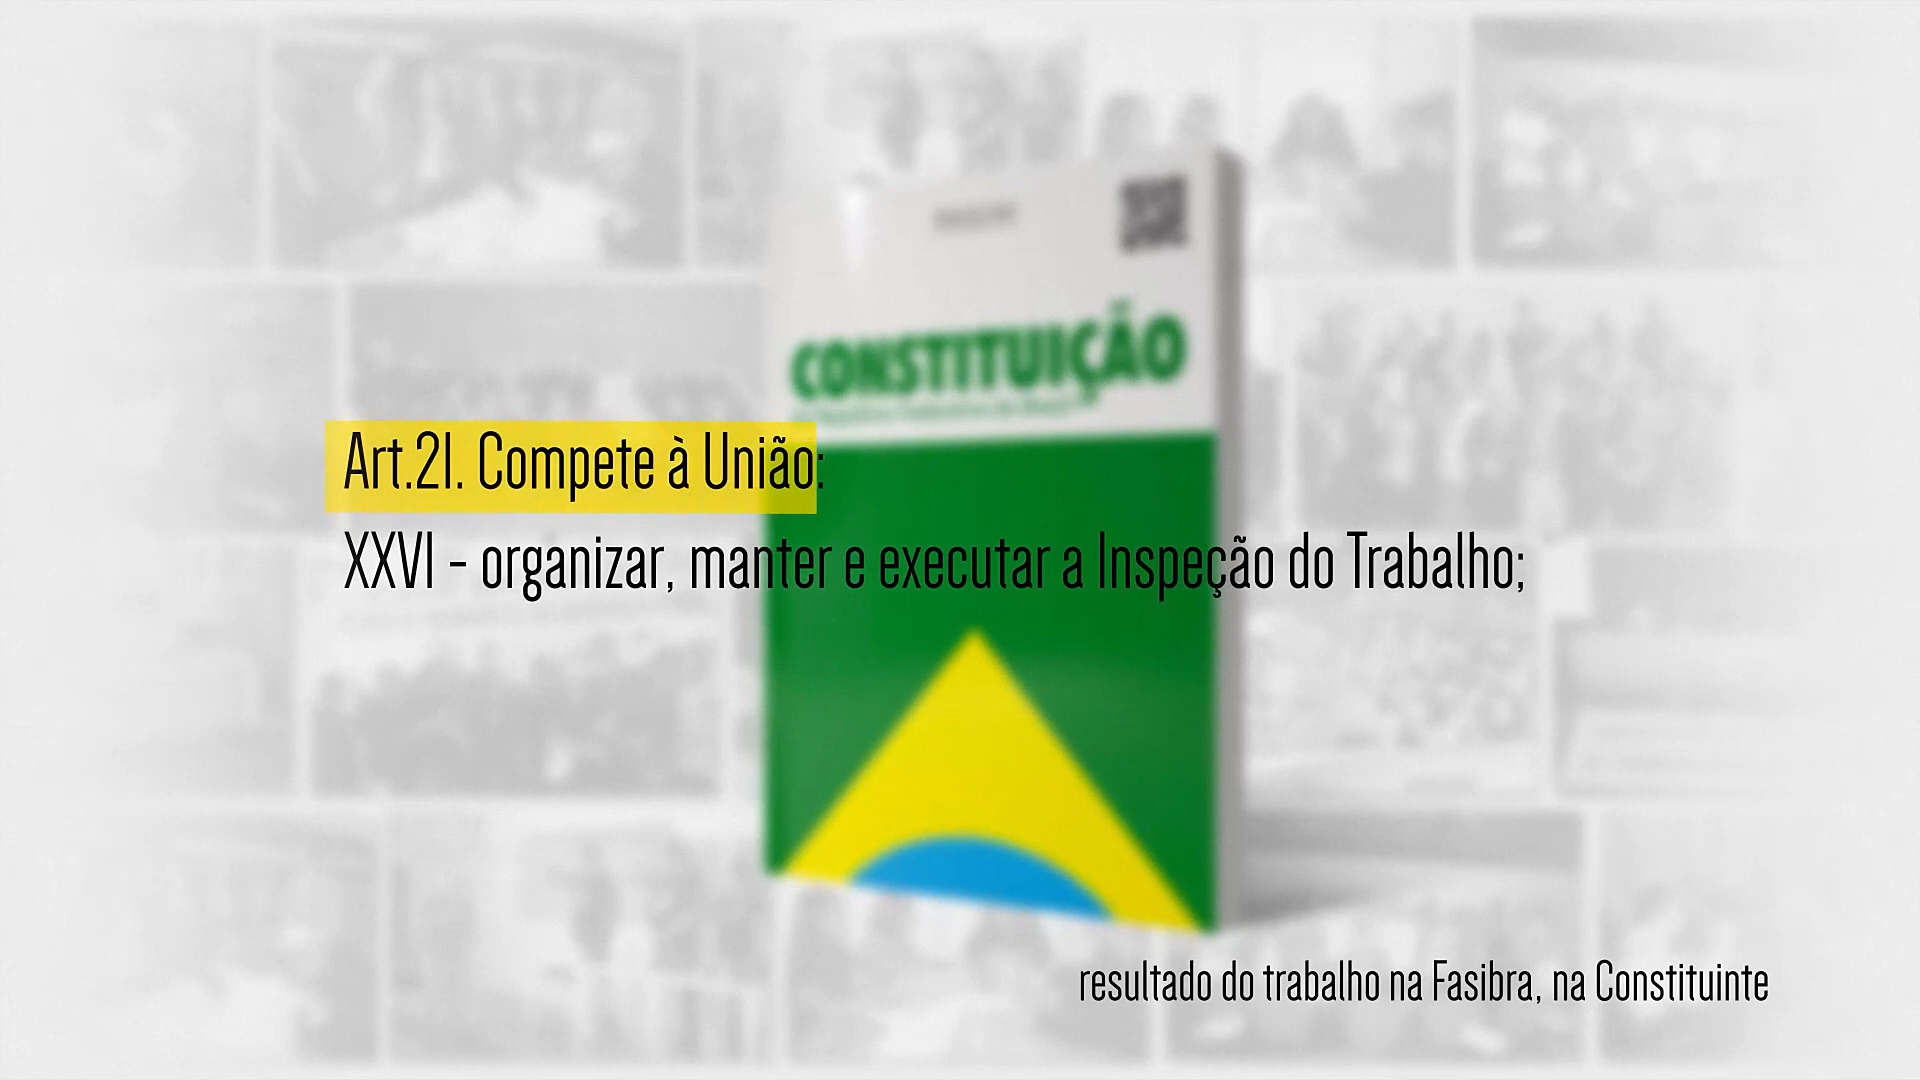 CONSTITUIÇÃO
Art.21. Compete à União:
XXVI - organizar, manter e executar a Inspeção do Trabalho;
resultado do trabalho na Fasibra, na Constituinte